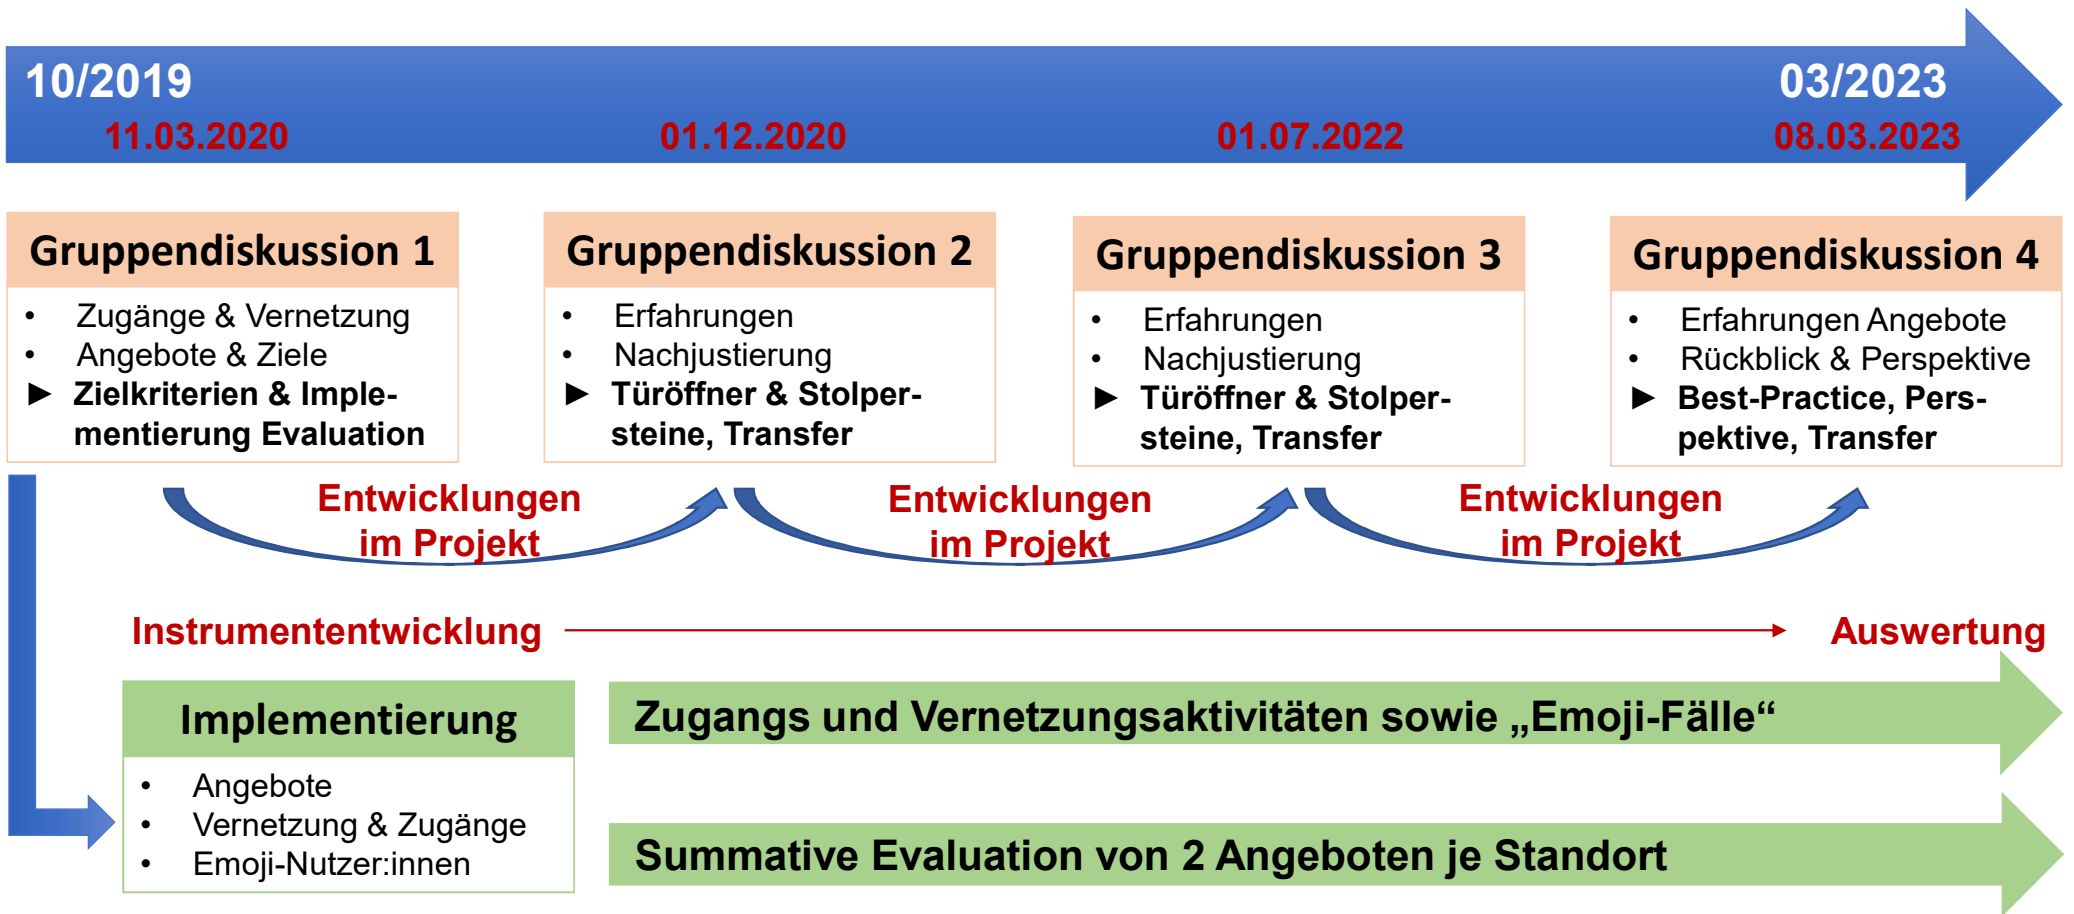 10/2019
03/2023
11.03.2020
01.12.2020
01.07.2022
08.03.2023
Gruppendiskussion 1
• Zugänge & Vernetzung
• Angebote & Ziele
► Zielkriterien & Imple-
mentierung Evaluation
Gruppendiskussion 2
• Erfahrungen
• Nachjustierung
► Türöffner & Stolper-
steine, Transfer
Gruppendiskussion 3
• Erfahrungen
• Nachjustierung
► Türöffner & Stolper-
steine, Transfer
Gruppendiskussion 4
• Erfahrungen Angebote
• Rückblick & Perspektive
► Best-Practice, Pers-
pektive, Transfer
Entwicklungen
im Projekt
Entwicklungen
im Projekt
Entwicklungen
im Projekt
Instrumententwicklung
Auswertung
Implementierung
• Angebote
• Vernetzung & Zugänge
• Emoji-Nutzer:innen
Zugangs und Vernetzungsaktivitäten sowie „Emoji-Fälle“
Summative Evaluation von 2 Angeboten je Standort